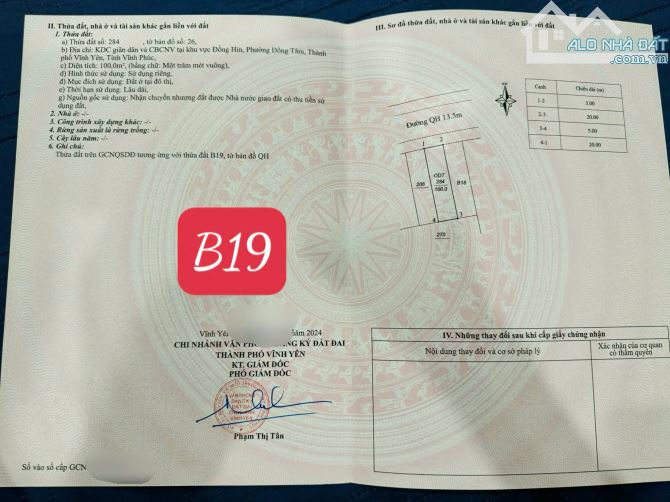 II. Thửa đất, nhà ở và tài sản khác gắn liền với đất
1. Thửa đất:
a) Thửa đất số: 284 , tờ bản đồ số: 26,
b) Địa chỉ: KDC giãn dân và CBCNV tại khu vực Đồng Hin, Phường Đồng Tâm, Thành
phố Vĩnh Yên, Tỉnh Vĩnh Phúc,
c) Diện tích: 100,0m², (bằng chữ: Một trăm mét vuông),
d) Hình thức sử dụng: Sử dụng riêng,
đ) Mục đích sử dụng: Đất ở tại đô thị,
e) Thời hạn sử dụng: Lâu dài,
g) Nguồn gốc sử dụng: Nhận chuyển nhượng đất được Nhà nước giao đất có thu tiền sử
dụng đất,
2. Nhà ở: -/-
3. Công trình xây dựng khác: -/-
4. Rừng sản xuất là rừng trồng: -/-
5. Cây lâu năm: -/-
6. Ghi chú:
Thửa đất trên GCNQSDĐ tương ứng với thửa đất B19, tờ bản đồ QH
B19
Vĩnh Yên
năm 2024
CHI NHÁNH VĂN PHÒNG ĐĂNG KÝ ĐẤT ĐAI
THÀNH PHỐ VĨNH YÊN
KT. GIÁM ĐỐC
PHÓ GIÁM ĐỐC
Phạm Thị Tân
Số vào sổ cấp GCN
III. Sơ đồ thửa đất, nhà ở và tài sản khác gắn liền với đất
ALO NHÀ ĐẤT
.com.vn
Cạnh Chiều dài (m)
1-2 5.00
2-3 20.00
3-4 5.00
4-1 20.00
Đường QH 13.5m
1 2
206 ODT 284 100.0 B18
4 3
270
IV. Những thay đổi sau khi cấp giấy chứng nhận
Nội dung thay đổi và cơ sở pháp lý
Xác nhận của cơ quan
có thẩm quyền